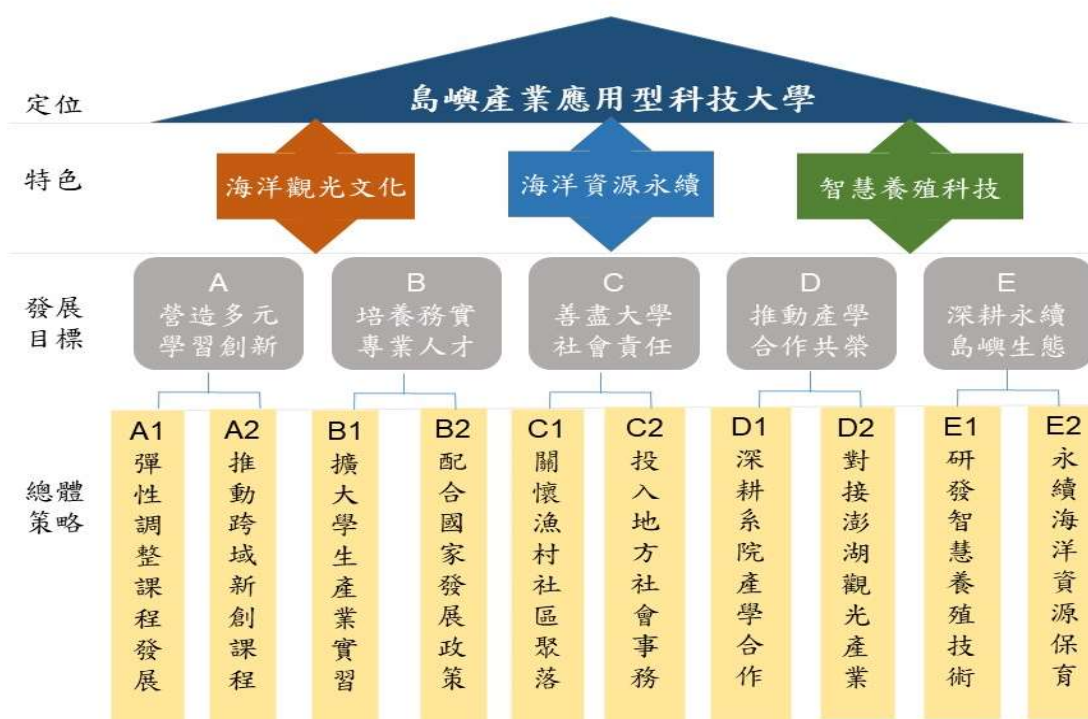 島嶼產業應用型科技大學
定位
特色
海洋觀光文化
海洋資源永續
智慧養殖科技
發展
目標
A
營造多元
學習創新
B
培養務實
專業人才
C
善盡大學
社會責任
D
推動產學
合作共榮
E
深耕永續
島嶼生態
總體
策略
A1
彈性調整課程發展
A2
推動跨域新創課程
B1
擴大學生產業實習
B2
配合國家發展政策
C1
關懷漁村社區聚落
C2
投入地方社會事務
D1
深耕系院產學合作
D2
對接澎湖觀光產業
E1
研發智慧養殖技術
E2
永續海洋資源保育